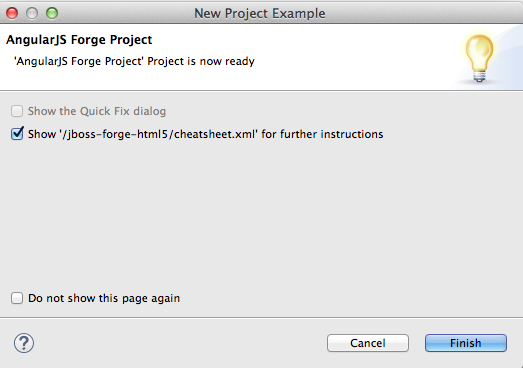 New Project Example
AngularJS Forge Project
'AngularJS Forge Project' Project is now ready
Show the Quick Fix dialog
Show '/jboss-forge-html5/cheatsheet.xml' for further instructions
Do not show this page again
?
Cancel
Finish